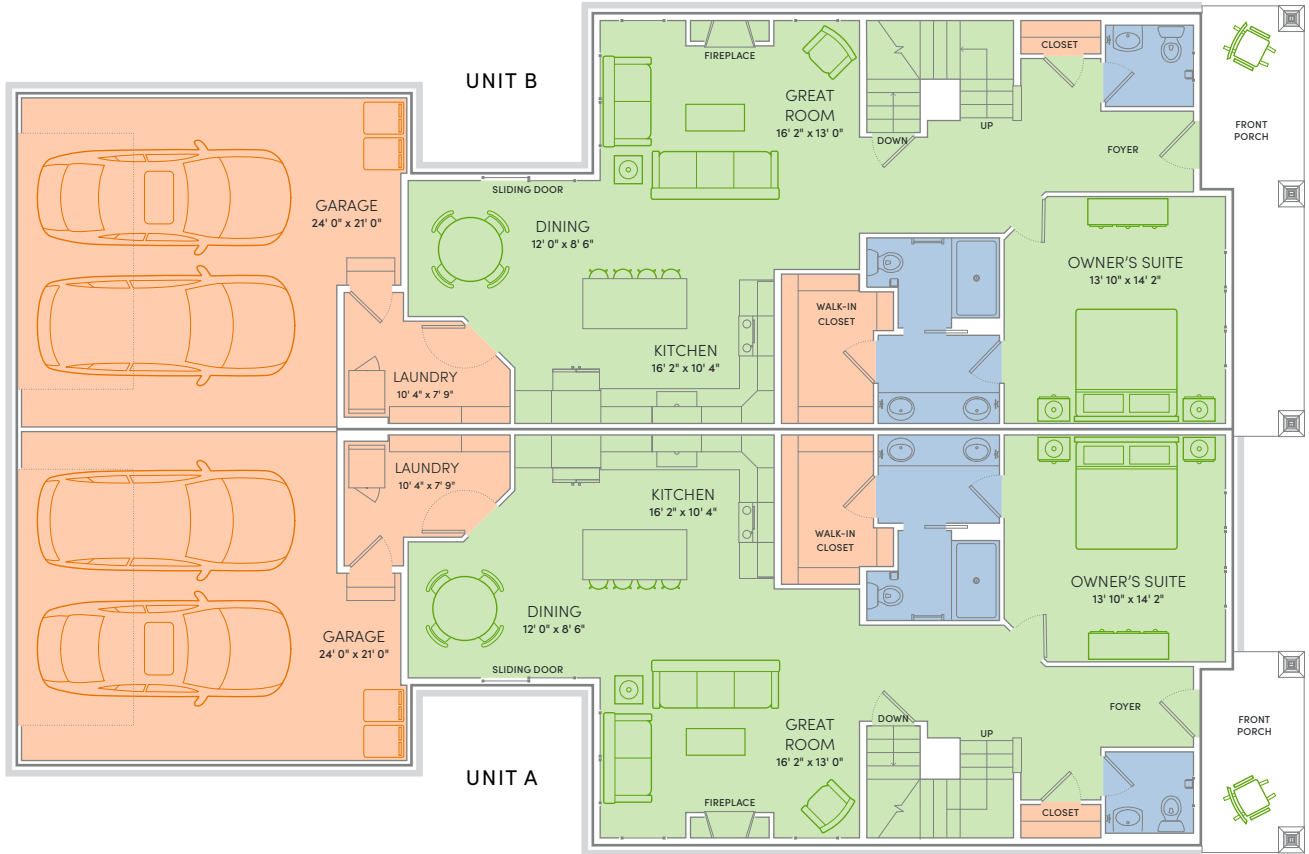 UNIT B
FIREPLACE
GREAT
ROOM
16' 2" x 13' 0"
CLOSET
DOWN
UP
FOYER
FRONT
PORCH
SLIDING DOOR
GARAGE
24' 0" x 21' 0"
DINING
12' 0" x 8' 6"
OWNER'S SUITE
13' 10" x 14' 2"
WALK-IN
CLOSET
KITCHEN
16' 2" x 10' 4"
LAUNDRY
10' 4" x 7' 9"
LAUNDRY
10' 4" x 7' 9"
KITCHEN
16' 2" x 10' 4"
WALK-IN
CLOSET
OWNER'S SUITE
13' 10" x 14' 2"
DINING
12' 0" x 8' 6"
GARAGE
24' 0" x 21' 0"
SLIDING DOOR
GREAT
ROOM
16' 2" x 13' 0"
DOWN
UP
FOYER
FRONT
PORCH
UNIT A
FIREPLACE
CLOSET